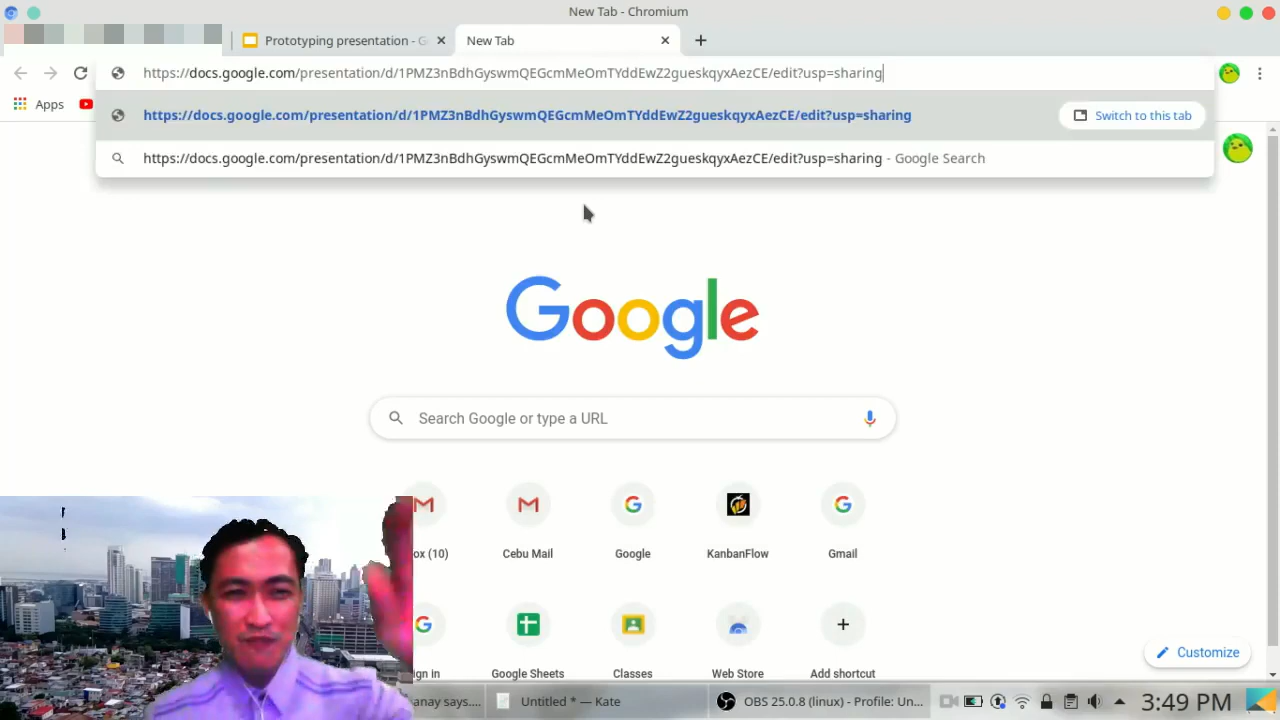 New Tab - Chromium
Prototyping presentation - G
New Tab
https://docs.google.com/presentation/d/1PMZ3nBdhGyswmQEGcmMeOmTYddEwZ2gueskqyxAezCE/edit?usp=sharing
Apps
https://docs.google.com/presentation/d/1PMZ3nBdhGyswmQEGcmMeOmTYddEwZ2gueskqyxAezCE/edit?usp=sharing
Switch to this tab
https://docs.google.com/presentation/d/1PMZ3nBdhGyswmQEGcmMeOmTYddEwZ2gueskqyxAezCE/edit?usp=sharing - Google Search
Google
Search Google or type a URL
ox (10)
Cebu Mail
Google
KanbanFlow
Gmail
ign in
Google Sheets
Classes
Web Store
Add shortcut
Customize
anay says....
Untitled * — Kate
OBS 25.0.8 (linux) - Profile: Un...
3:49 PM